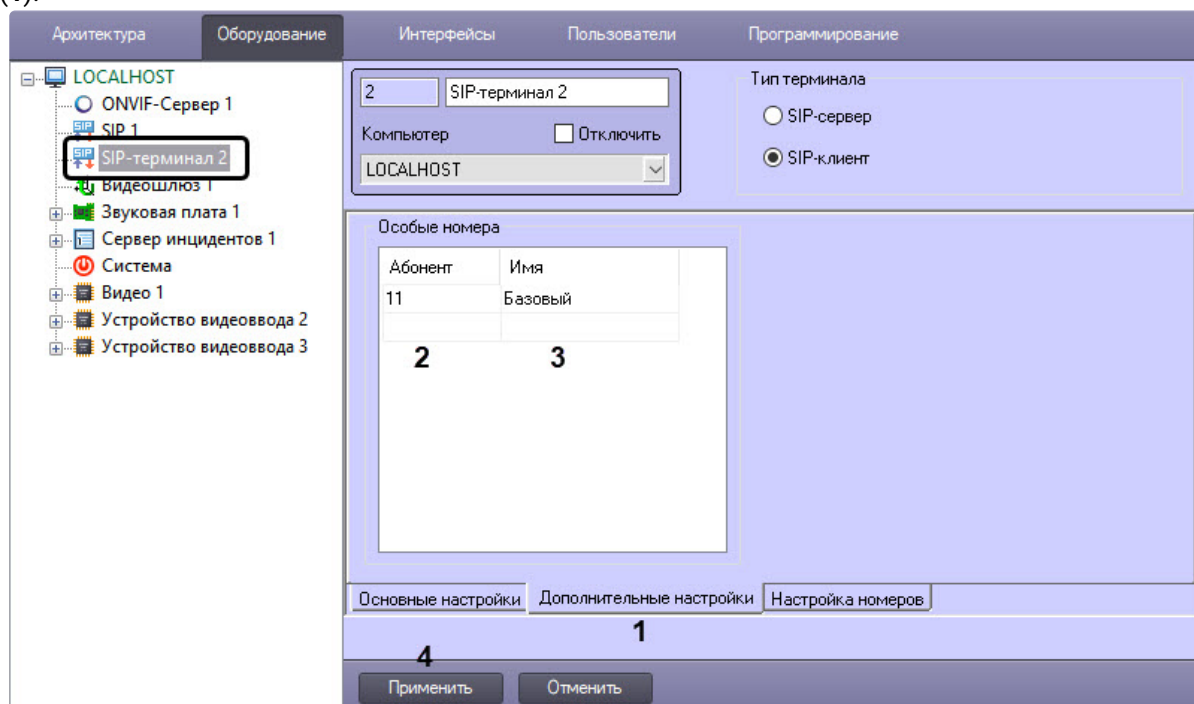 Архитектура Оборудование Интерфейсы Пользователи Программирование
LOCALHOST
ONVIF-Сервер 1
SIP 1
SIP-терминал 2
Видеошлюз 1
Звуковая плата 1
Сервер инцидентов 1
Система
Видео 1
Устройство видеоввода 2
Устройство видеоввода 3
2 SIP-терминал 2
Компьютер Отключить
LOCALHOST
Тип терминала
SIP-сервер
SIP-клиент
Особые номера
Абонент Имя
11 Базовый
2 3
Основные настройки Дополнительные настройки Настройка номеров
1
4
Применить Отменить